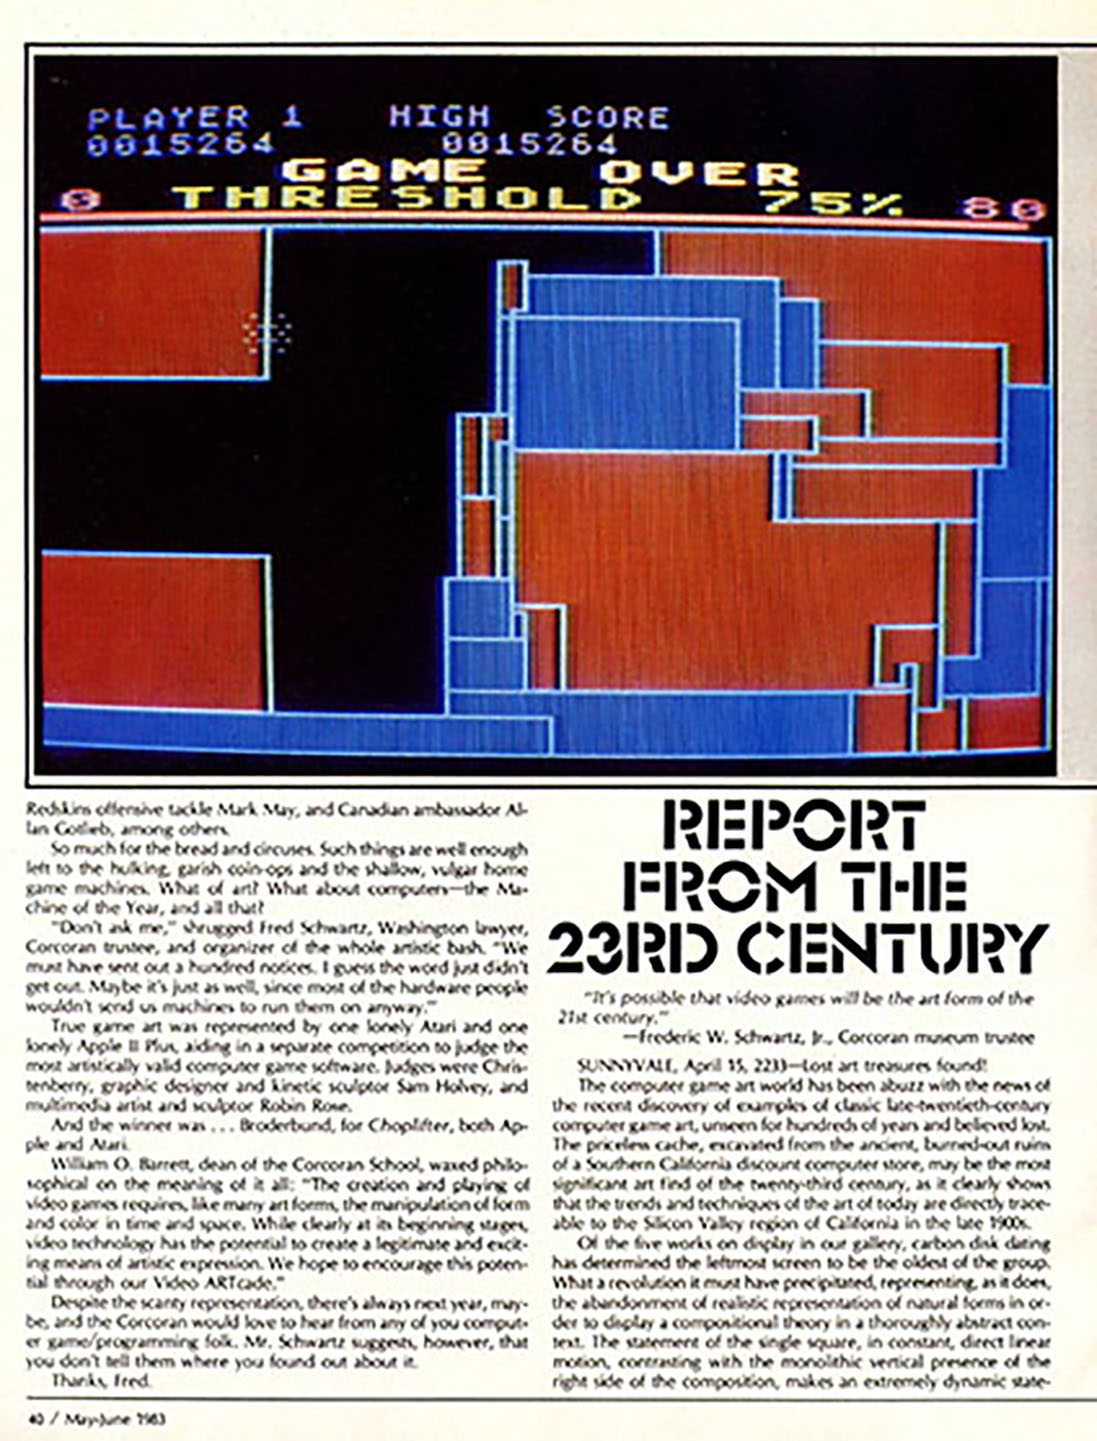 PLAYER 1 HIGH SCORE
0015264 0015264
GAME OVER
0 THRESHOLD 75% 80
Redskins offensive tackle Mark May, and Canadian ambassador Al-
lan Gotlieb, among others.
So much for the bread and circuses. Such things are well enough
left to the hulking, garish coin-ops and the shallow, vulgar home
game machines. What of art? What about computers—the Ma-
chine of the Year, and all that?
"Don't ask me," shrugged Fred Schwartz, Washington lawyer,
Corcoran trustee, and organizer of the whole artistic bash. "We
must have sent out a hundred notices. I guess the word just didn't
get out. Maybe it's just as well, since most of the hardware people
wouldn't send us machines to run them on anyway."
True game art was represented by one lonely Atari and one
lonely Apple II Plus, aiding in a separate competition to judge the
most artistically valid computer game software. Judges were Chris-
tenberry, graphic designer and kinetic sculptor Sam Holvey, and
multimedia artist and sculptor Robin Rose.
And the winner was . . . Broderbund, for Choplifter, both Ap-
ple and Atari.
William O. Barrett, dean of the Corcoran School, waxed philo-
sophical on the meaning of it all: "The creation and playing of
video games requires, like many art forms, the manipulation of form
and color in time and space. While clearly at its beginning stages,
video technology has the potential to create a legitimate and excit-
ing means of artistic expression. We hope to encourage this poten-
tial through our Video ARTcade."
Despite the scanty representation, there's always next year, may-
be, and the Corcoran would love to hear from any of you comput-
er game/programming folk. Mr. Schwartz suggests, however, that
you don't tell them where you found out about it.
Thanks, Fred.
REPORT
FROM THE
23RD CENTURY
"It's possible that video games will be the art form of the
21st century."
—Frederic W. Schwartz, Jr., Corcoran museum trustee
SUNNYVALE, April 15, 2233—Lost art treasures found!
The computer game art world has been abuzz with the news of
the recent discovery of examples of classic late-twentieth-century
computer game art, unseen for hundreds of years and believed lost.
The priceless cache, excavated from the ancient, burned-out ruins
of a Southern California discount computer store, may be the most
significant art find of the twenty-third century, as it clearly shows
that the trends and techniques of the art of today are directly trace-
able to the Silicon Valley region of California in the late 1900s.
Of the five works on display in our gallery, carbon disk dating
has determined the leftmost screen to be the oldest of the group.
What a revolution it must have precipitated, representing, as it does,
the abandonment of realistic representation of natural forms in or-
der to display a compositional theory in a thoroughly abstract con-
text. The statement of the single square, in constant, direct linear
motion, contrasting with the monolithic vertical presence of the
right side of the composition, makes an extremely dynamic state-
40 / May-June 1983